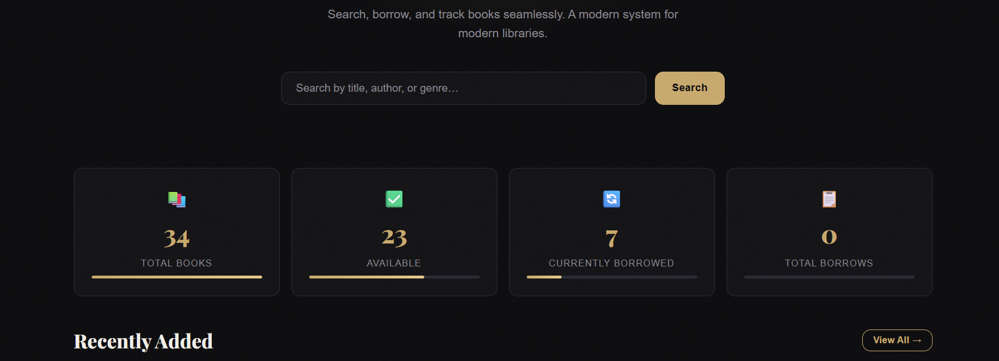 Search, borrow, and track books seamlessly. A modern system for
modern libraries.
Search by title, author, or genre…
Search
34
TOTAL BOOKS
23
AVAILABLE
7
CURRENTLY BORROWED
0
TOTAL BORROWS
Recently Added
View All →